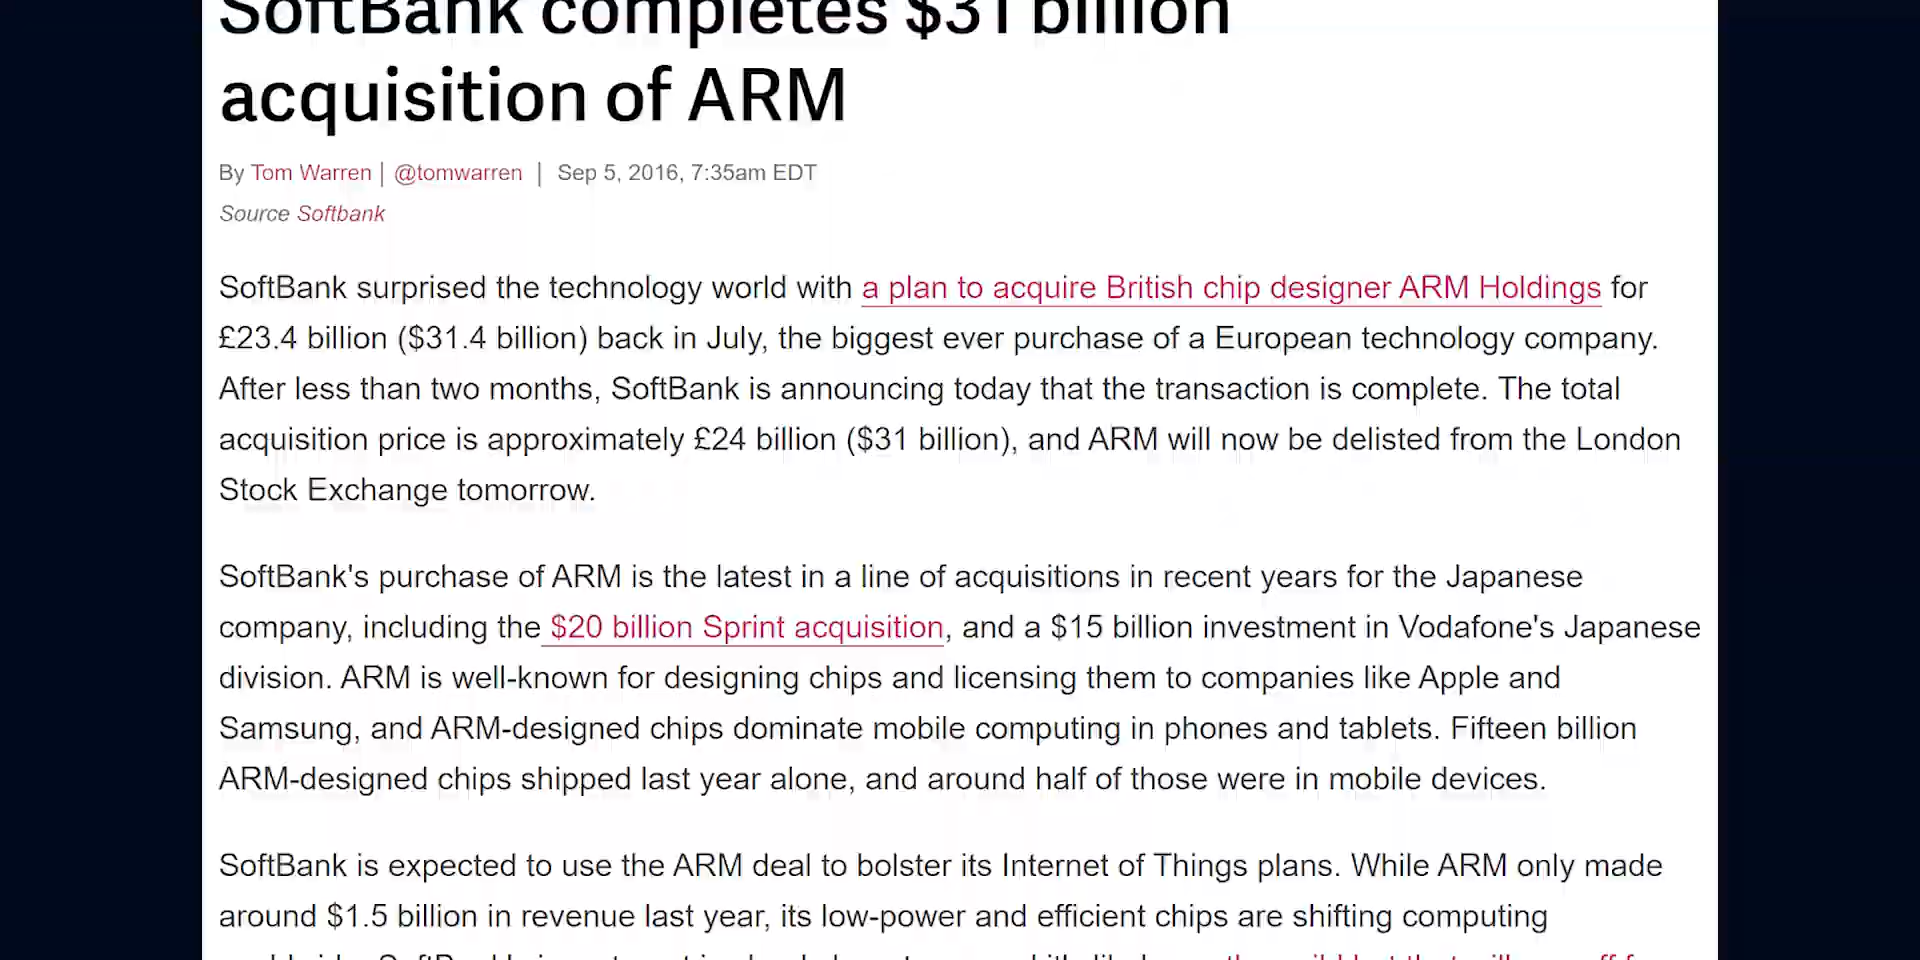 SoftBank completes $31 billion
acquisition of ARM
By Tom Warren | @tomwarren | Sep 5, 2016, 7:35am EDT
Source Softbank
SoftBank surprised the technology world with a plan to acquire British chip designer ARM Holdings for
£23.4 billion ($31.4 billion) back in July, the biggest ever purchase of a European technology company.
After less than two months, SoftBank is announcing today that the transaction is complete. The total
acquisition price is approximately £24 billion ($31 billion), and ARM will now be delisted from the London
Stock Exchange tomorrow.
SoftBank's purchase of ARM is the latest in a line of acquisitions in recent years for the Japanese
company, including the $20 billion Sprint acquisition, and a $15 billion investment in Vodafone's Japanese
division. ARM is well-known for designing chips and licensing them to companies like Apple and
Samsung, and ARM-designed chips dominate mobile computing in phones and tablets. Fifteen billion
ARM-designed chips shipped last year alone, and around half of those were in mobile devices.
SoftBank is expected to use the ARM deal to bolster its Internet of Things plans. While ARM only made
around $1.5 billion in revenue last year, its low-power and efficient chips are shifting computing